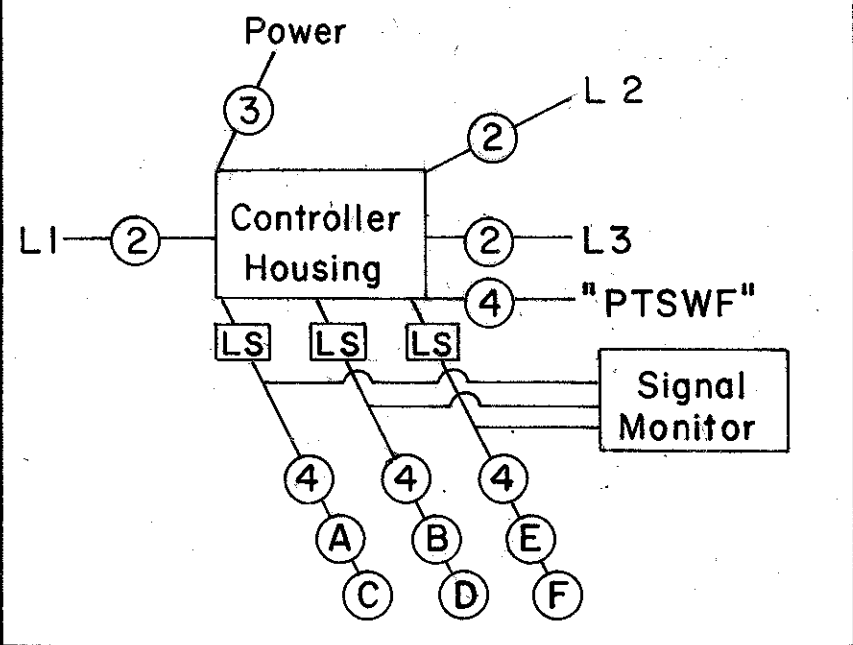 Power
3
L 2
2
L1
2
Controller
Housing
2
L3
4
"PTSWF"
LS
LS
LS
Signal
Monitor
4
4
4
A
B
E
C
D
F